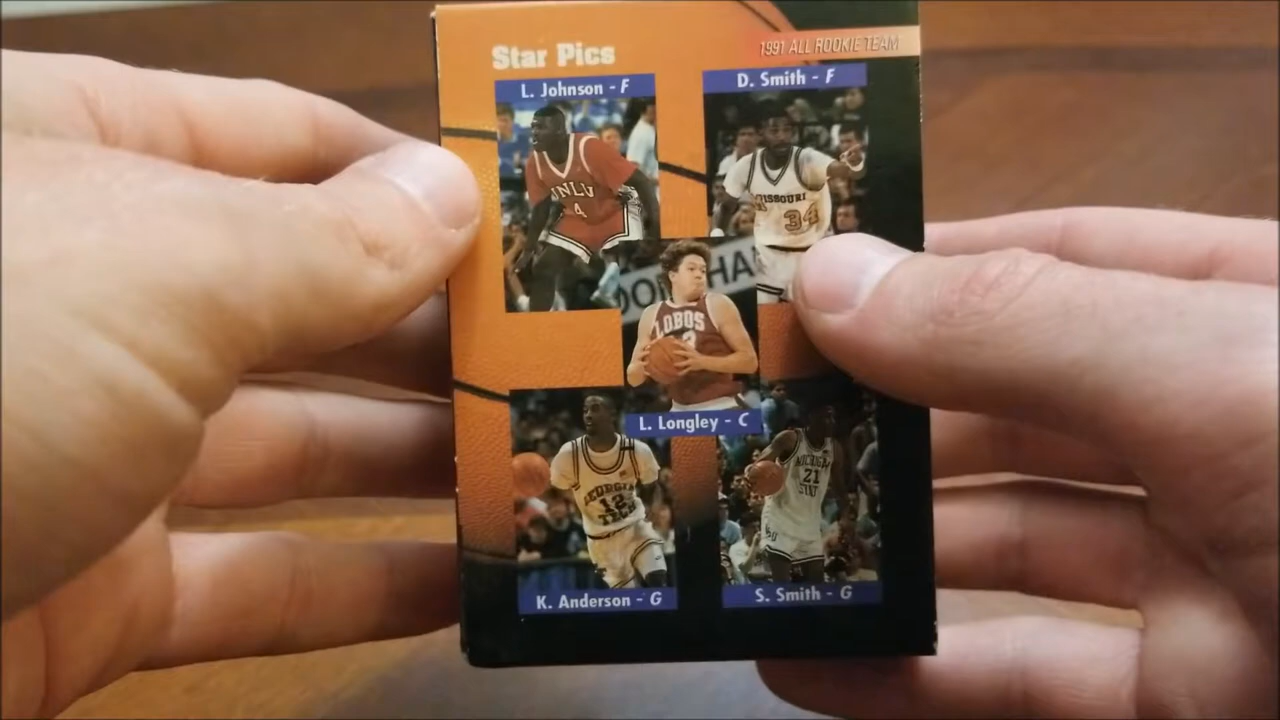 Star Pics
1991 ALL ROOKIE TEAM
L. Johnson - F
D. Smith - F
UNLV
4
MISSOURI
34
LOBOS
L. Longley - C
GEORGIA
12
TECH
MICHIGAN
21
K. Anderson - G
S. Smith - G